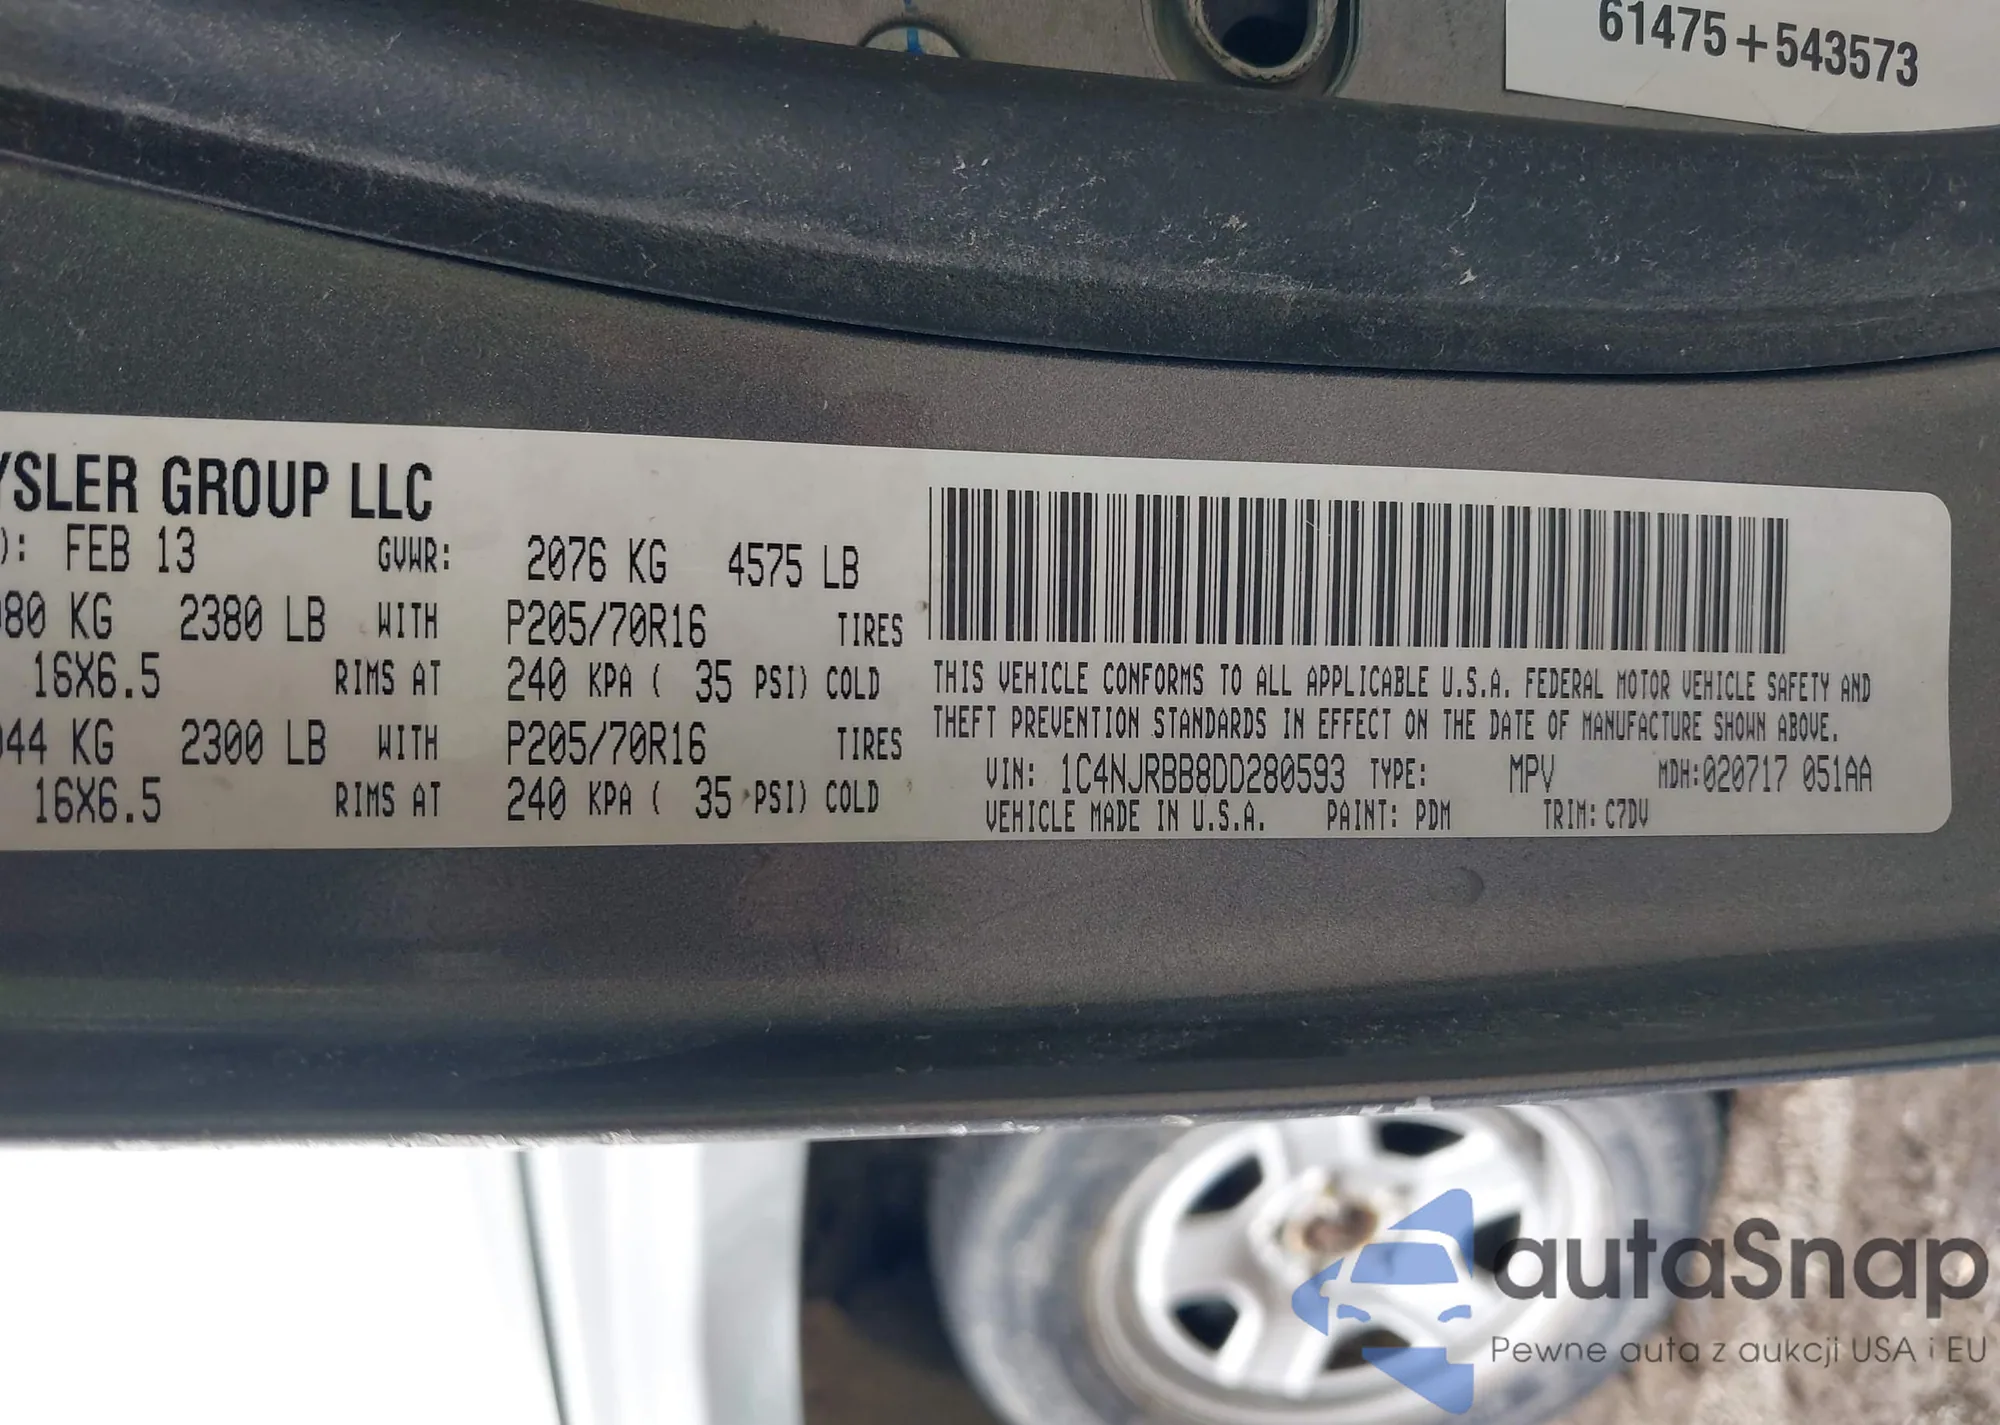 61475+543573
YSLER GROUP LLC
): FEB 13 GVWR: 2076 KG 4575 LB
080 KG 2380 LB WITH P205/70R16 TIRES
16X6.5 RIMS AT 240 KPA ( 35 PSI) COLD
044 KG 2300 LB WITH P205/70R16 TIRES
16X6.5 RIMS AT 240 KPA ( 35 PSI) COLD
THIS VEHICLE CONFORMS TO ALL APPLICABLE U.S.A. FEDERAL MOTOR VEHICLE SAFETY AND
THEFT PREVENTION STANDARDS IN EFFECT ON THE DATE OF MANUFACTURE SHOWN ABOVE.
VIN: 1C4NJRBB8DD280593 TYPE: MPV MDH:020717 051AA
VEHICLE MADE IN U.S.A. PAINT: PDM TRIM: C7DV
autaSnap
Pewne auta z aukcji USA i EU